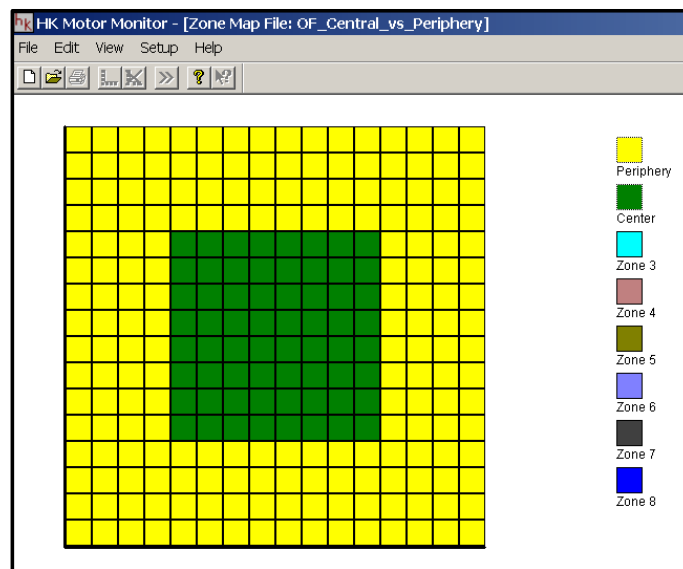 hK HK Motor Monitor - [Zone Map File: OF_Central_vs_Periphery]
File Edit View Setup Help
Periphery
Center
Zone 3
Zone 4
Zone 5
Zone 6
Zone 7
Zone 8